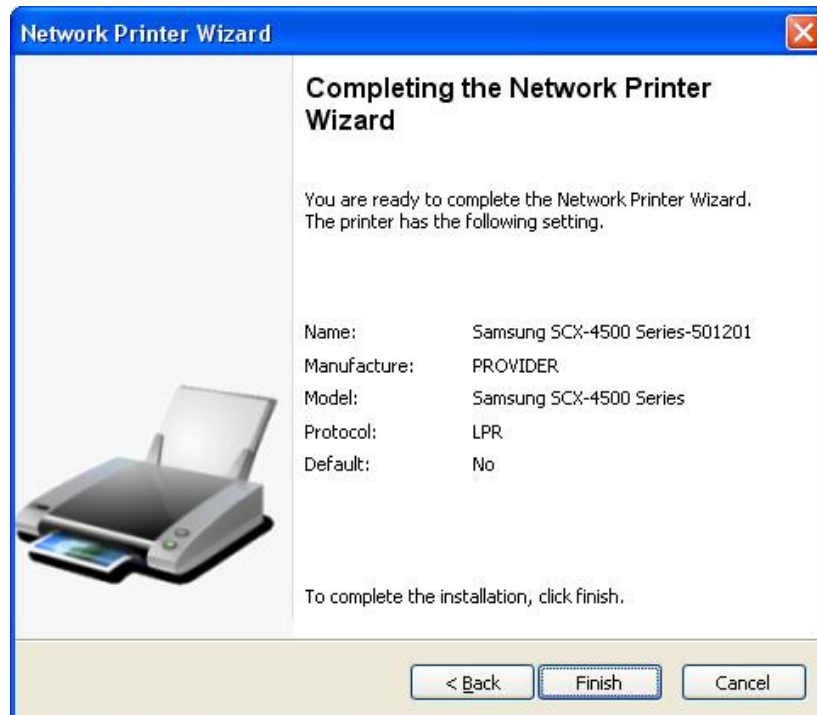 Network Printer Wizard
Completing the Network Printer
Wizard
You are ready to complete the Network Printer Wizard.
The printer has the following setting.
Name: Samsung SCX-4500 Series-501201
Manufacture: PROVIDER
Model: Samsung SCX-4500 Series
Protocol: LPR
Default: No
To complete the installation, click finish.
< Back Finish Cancel